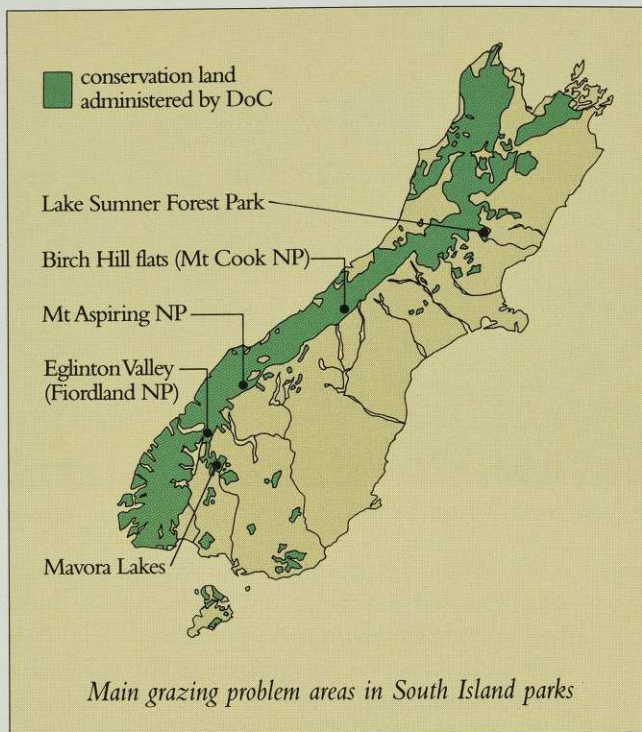 conservation land
administered by DoC
Lake Sumner Forest Park
Birch Hill flats (Mt Cook NP)
Mt Aspiring NP
Eglinton Valley
(Fiordland NP)
Mavora Lakes
Main grazing problem areas in South Island parks